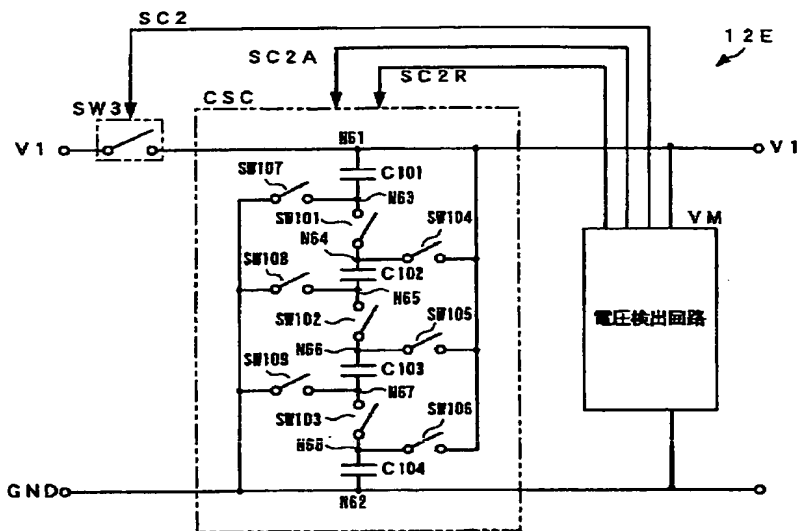 SC2
12E
SC2A
SC2R
SW3
CSC
V1
N61
V1
C101
SW107
N63
SW101
SW104
VM
N64
SW108
C102
N65
SW102
SW105
電圧検出回路
N66
SW109
C103
N67
SW103
SW106
N68
C104
GND
N62